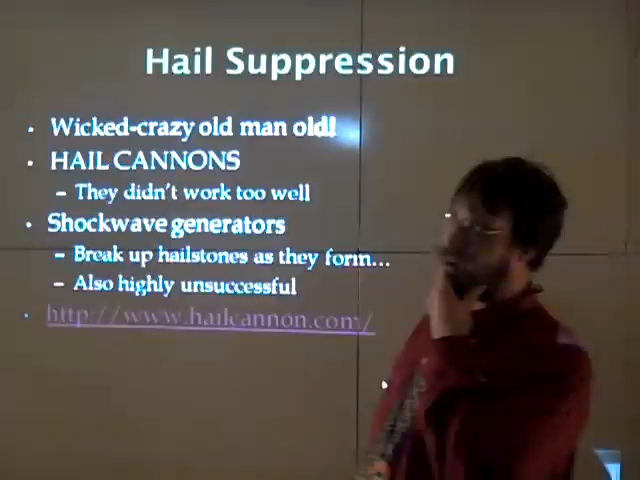 Hail Suppression
• Wicked-crazy old man old!
• HAIL CANNONS
– They didn't work too well
• Shockwave generators
– Break up hailstones as they form...
– Also highly unsuccessful
• http://www.hailcannon.com/